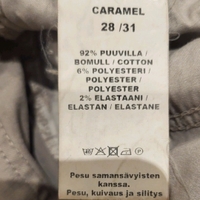 CARAMEL
28 /31
92% PUUVILLA /
BOMULL / COTTON
6% POLYESTERI /
POLYESTER /
POLYESTER
2% ELASTAANI /
ELASTAN / ELASTANE
Pesu samansävyisten
kanssa.
Pesu, kuivaus ja silitys